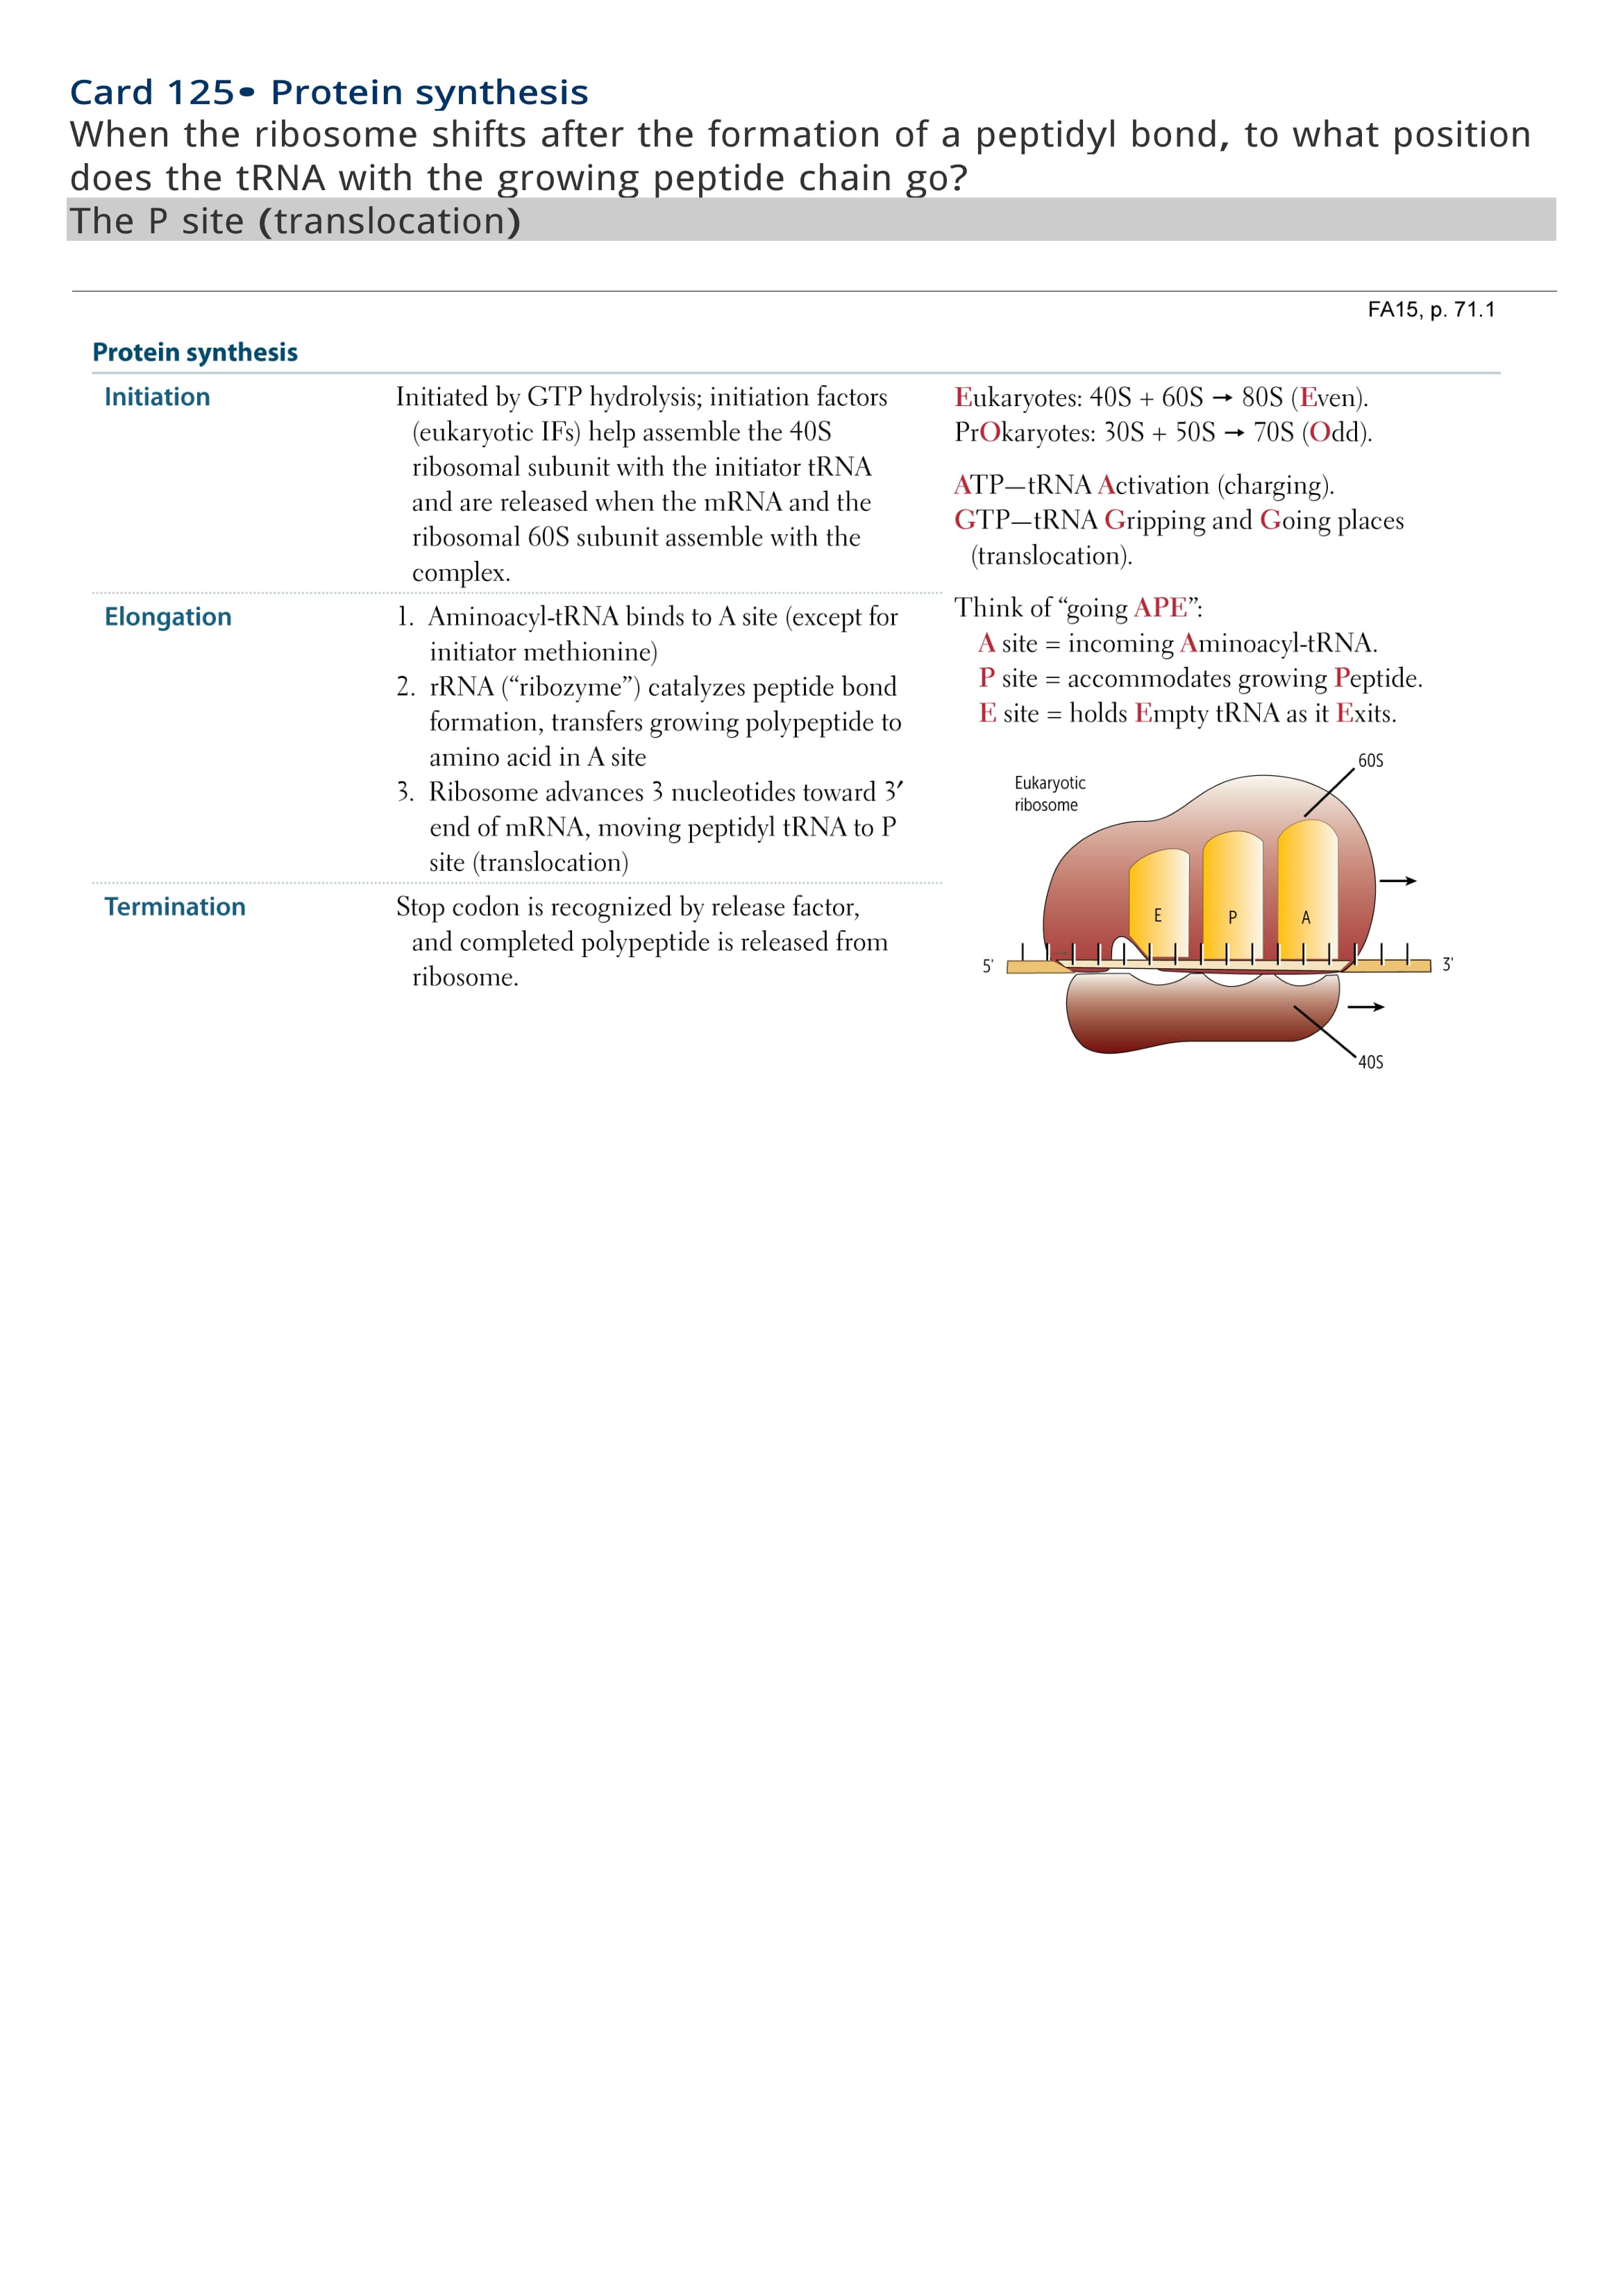 Card 125• Protein synthesis
When the ribosome shifts after the formation of a peptidyl bond, to what position
does the tRNA with the growing peptide chain go?
The P site (translocation)
FA15, p. 71.1
Protein synthesis
Initiation
Initiated by GTP hydrolysis; initiation factors
(eukaryotic IFs) help assemble the 40S
ribosomal subunit with the initiator tRNA
and are released when the mRNA and the
ribosomal 60S subunit assemble with the
complex.
Eukaryotes: 40S + 60S → 80S (Even).
PrOkaryotes: 30S + 50S → 70S (Odd).
ATP—tRNA Activation (charging).
GTP—tRNA Gripping and Going places
(translocation).
Elongation
1. Aminoacyl-tRNA binds to A site (except for
initiator methionine)
2. rRNA (“ribozyme”) catalyzes peptide bond
formation, transfers growing polypeptide to
amino acid in A site
3. Ribosome advances 3 nucleotides toward 3′
end of mRNA, moving peptidyl tRNA to P
site (translocation)
Think of “going APE”:
A site = incoming Aminoacyl-tRNA.
P site = accommodates growing Peptide.
E site = holds Empty tRNA as it Exits.
Termination
Stop codon is recognized by release factor,
and completed polypeptide is released from
ribosome.
60S
Eukaryotic
ribosome
E P A
5' 3'
40S